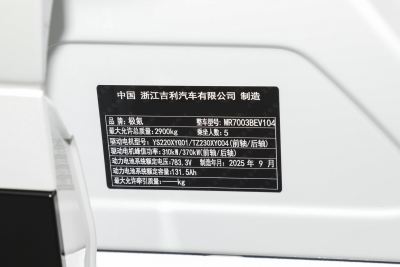 中国 浙江吉利汽车有限公司 制造
品牌：极氪 整车型号：MR7003BEV104
最大允许总质量：2900kg 乘坐人数：5
驱动电机型号：YS220XYQ01/TZ230XYC04(前轴/后轴)
驱动电机峰值功率：310kW/370kW(前轴/后轴)
动力电池系统额定电压：783.3V 制造年月：2025 年 9 月
动力电池系统额定容量：131.5Ah
最大允许牵引质量：——kg